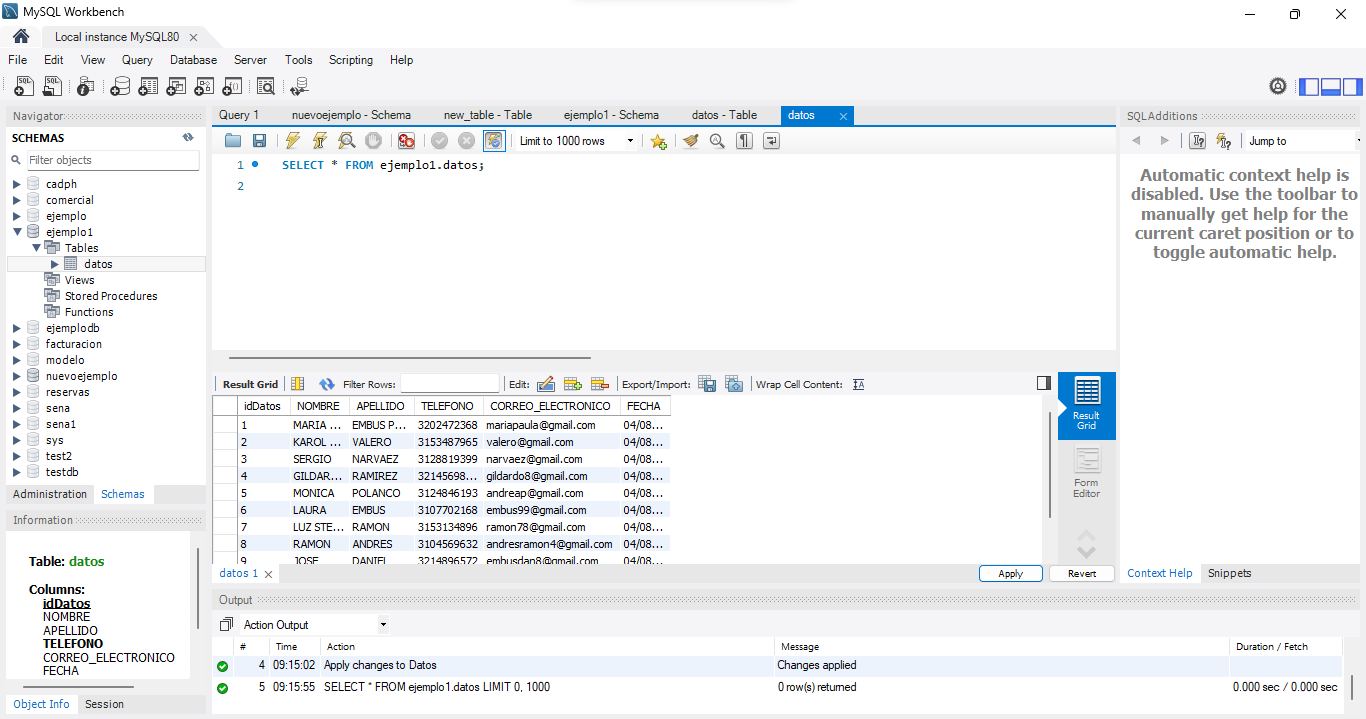 MySQL Workbench
Local instance MySQL80
File Edit View Query Database Server Tools Scripting Help
Navigator
SCHEMAS
Filter objects
cadph
comercial
ejemplo
ejemplo1
Tables
datos
Views
Stored Procedures
Functions
ejemplodb
facturacion
modelo
nuevoejemplo
reservas
sena
sena1
sys
test2
testdb
Administration Schemas
Information
Table: datos
Columns:
idDatos
NOMBRE
APELLIDO
TELEFONO
CORREO_ELECTRONICO
FECHA
Object Info Session
Query 1 nuevoejemplo - Schema new_table - Table ejemplo1 - Schema datos - Table datos
Limit to 1000 rows
1 SELECT * FROM ejemplo1.datos;
2
Result Grid Filter Rows: Edit: Export/Import: Wrap Cell Content:
idDatos NOMBRE APELLIDO TELEFONO CORREO_ELECTRONICO FECHA
1 MARIA ... EMBUS P... 3202472368 mariapaula@gmail.com 04/08...
2 KAROL ... VALERO 3153487965 valero@gmail.com 04/08...
3 SERGIO NARVAEZ 3128819399 narvaez@gmail.com 04/08...
4 GILDAR... RAMIREZ 32145698... gildardo8@gmail.com 04/08...
5 MONICA POLANCO 3124846193 andreap@gmail.com 04/08...
6 LAURA EMBUS 3107702168 embus99@gmail.com 04/08...
7 LUZ STE... RAMON 3153134896 ramon78@gmail.com 04/08...
8 RAMON ANDRES 3104569632 andresramon4@gmail.com 04/08...
9 JOSE DANIEL 3214896572 embusdan8@gmail.com 04/08...
Result Grid
Form Editor
datos 1
Apply Revert
SQLAdditions
Jump to
Automatic context help is
disabled. Use the toolbar to
manually get help for the
current caret position or to
toggle automatic help.
Context Help Snippets
Output
Action Output
# Time Action Message Duration / Fetch
4 09:15:02 Apply changes to Datos Changes applied
5 09:15:55 SELECT * FROM ejemplo1.datos LIMIT 0, 1000 0 row(s) returned 0.000 sec / 0.000 sec